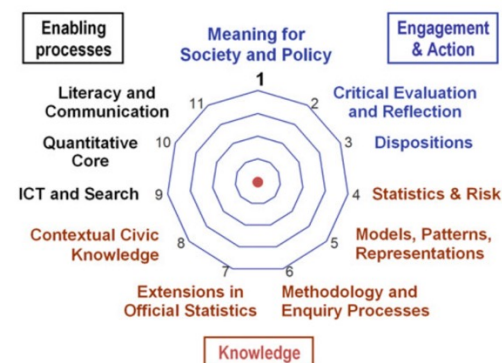 Enabling
processes
Meaning for
Society and Policy
Engagement
& Action
1
Literacy and
Communication
11
2
Critical Evaluation
and Reflection
Quantitative
Core
10
3
Dispositions
ICT and Search
9
4
Statistics & Risk
Contextual Civic
Knowledge
8
5
Models, Patterns,
Representations
7
6
Extensions in
Official Statistics
Methodology and
Enquiry Processes
Knowledge